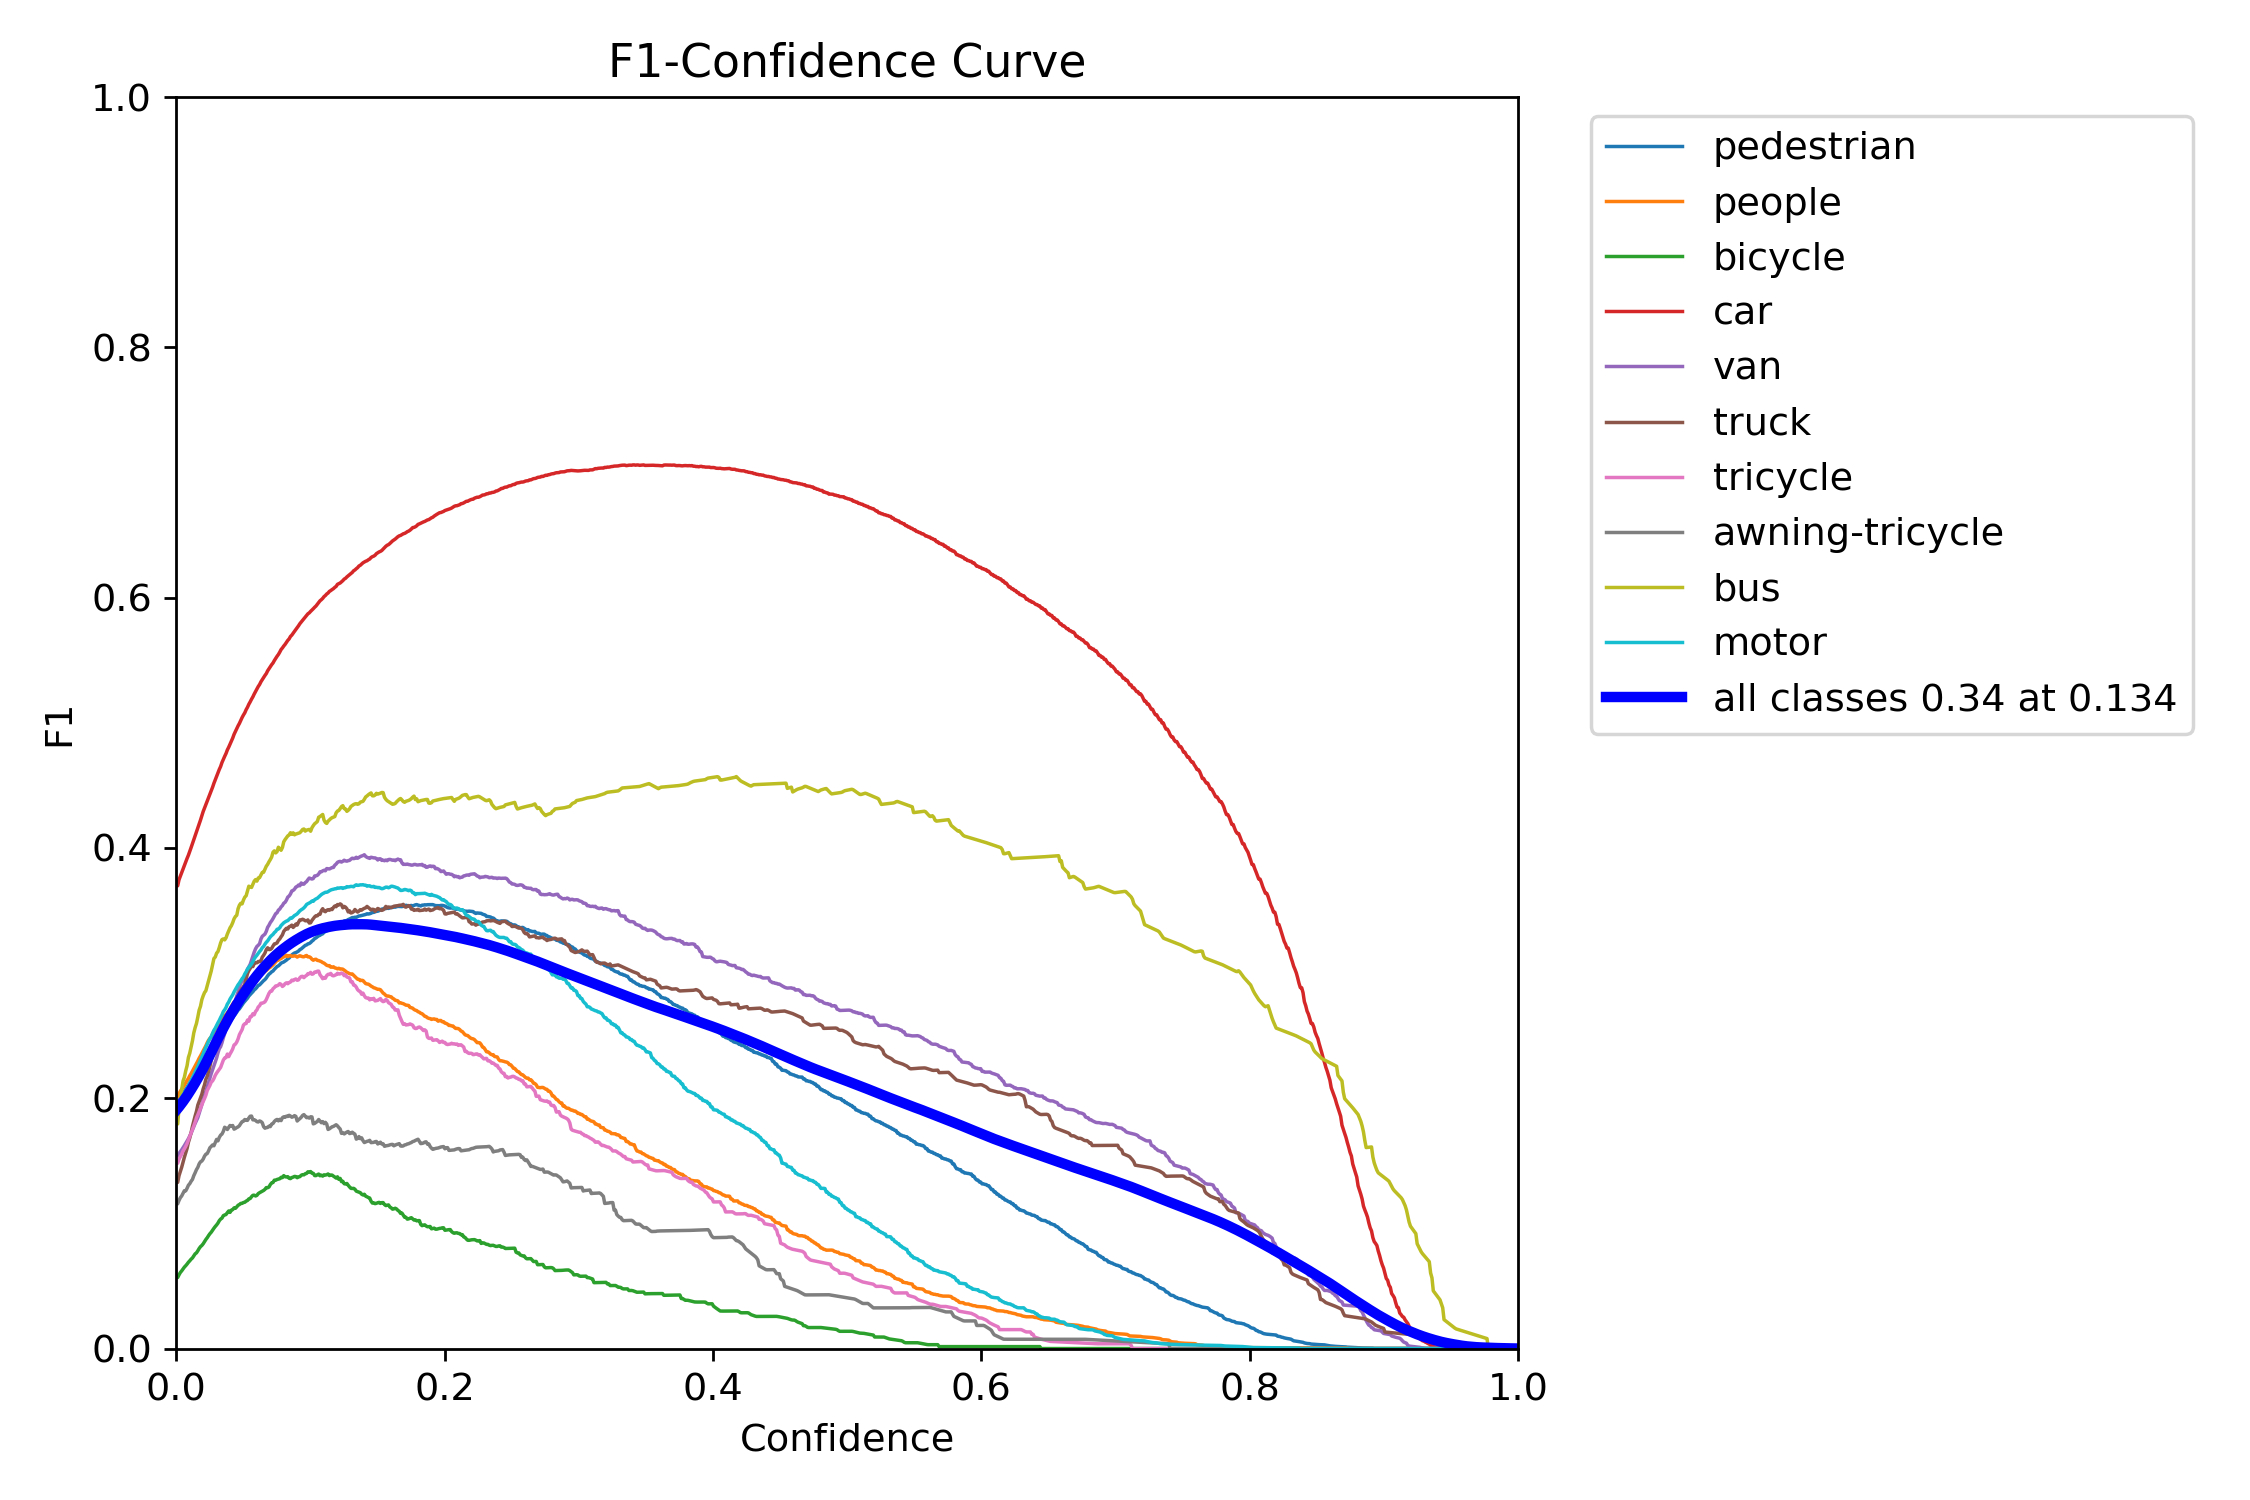 F1-Confidence Curve
1.0
0.8
0.6
0.4
0.2
0.0
F1
0.0 0.2 0.4 0.6 0.8 1.0
Confidence
pedestrian
people
bicycle
car
van
truck
tricycle
awning-tricycle
bus
motor
all classes 0.34 at 0.134